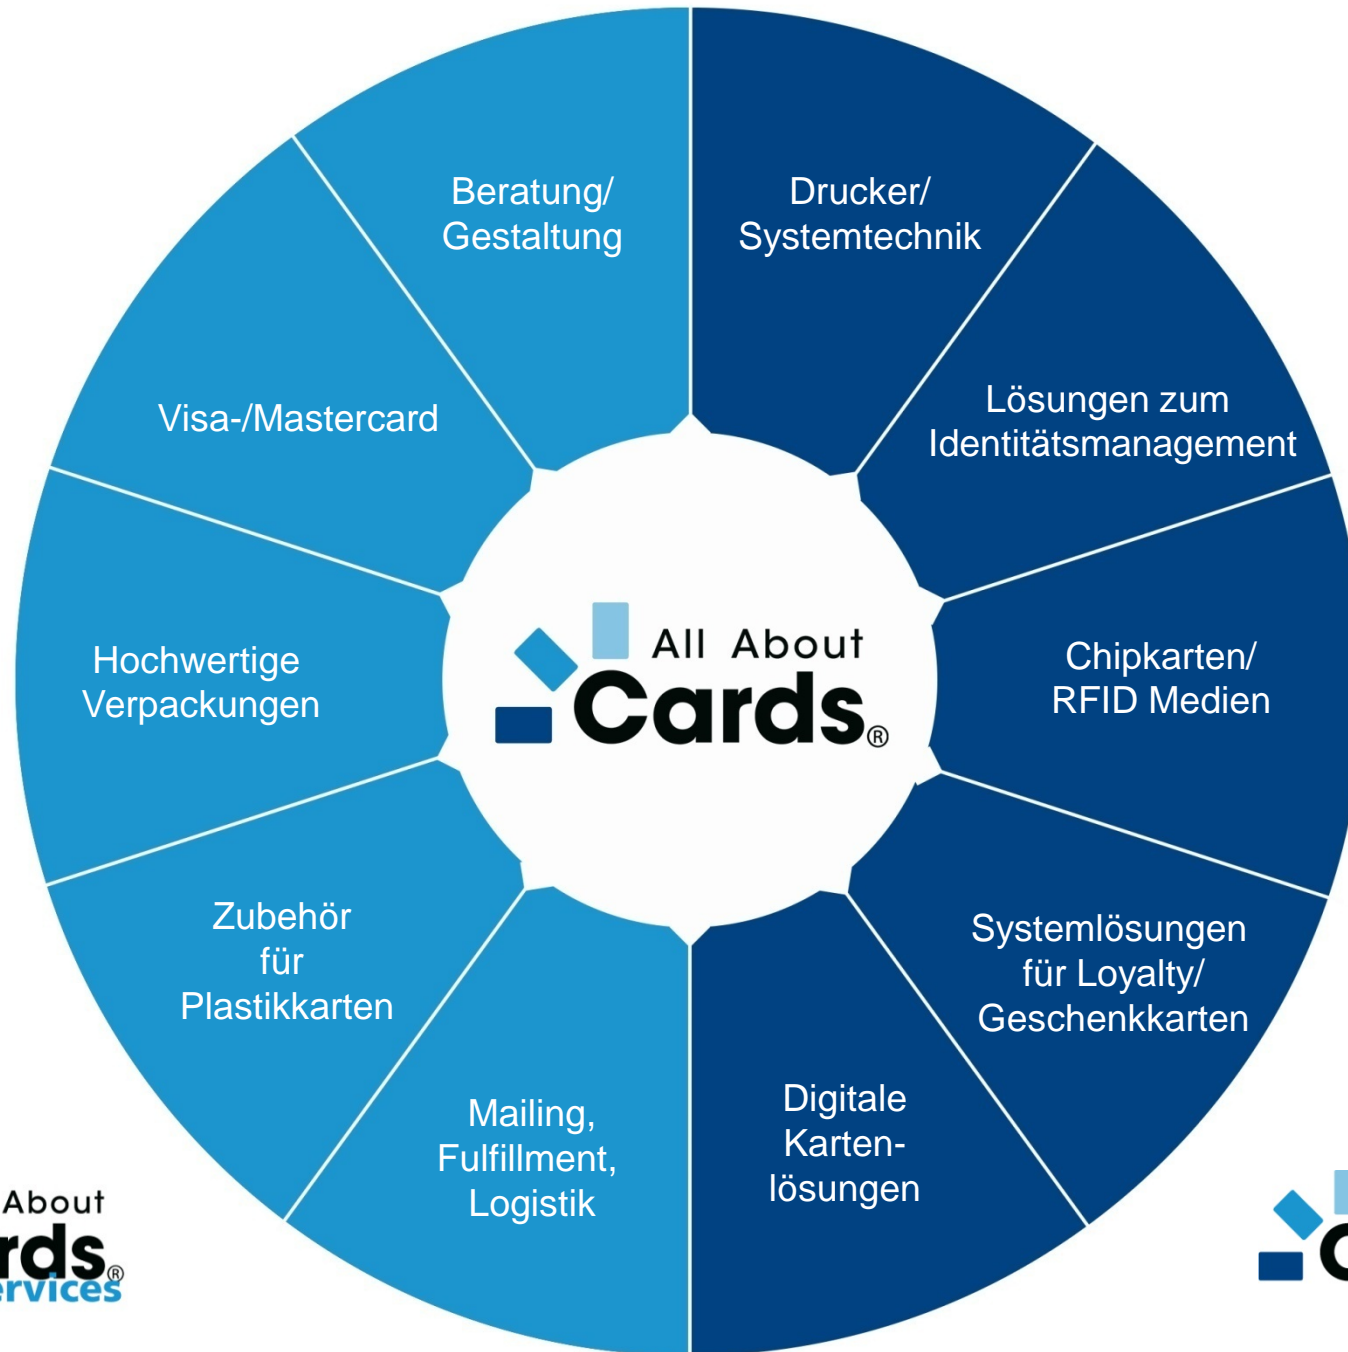 Beratung/
Gestaltung
Drucker/
Systemtechnik
Visa-/Mastercard
Lösungen zum
Identitätsmanagement
Hochwertige
Verpackungen
All About
Cards®
Chipkarten/
RFID Medien
Zubehör
für
Plastikkarten
Systemlösungen
für Loyalty/
Geschenkkarten
Mailing,
Fulfillment,
Logistik
Digitale
Karten-
lösungen
About